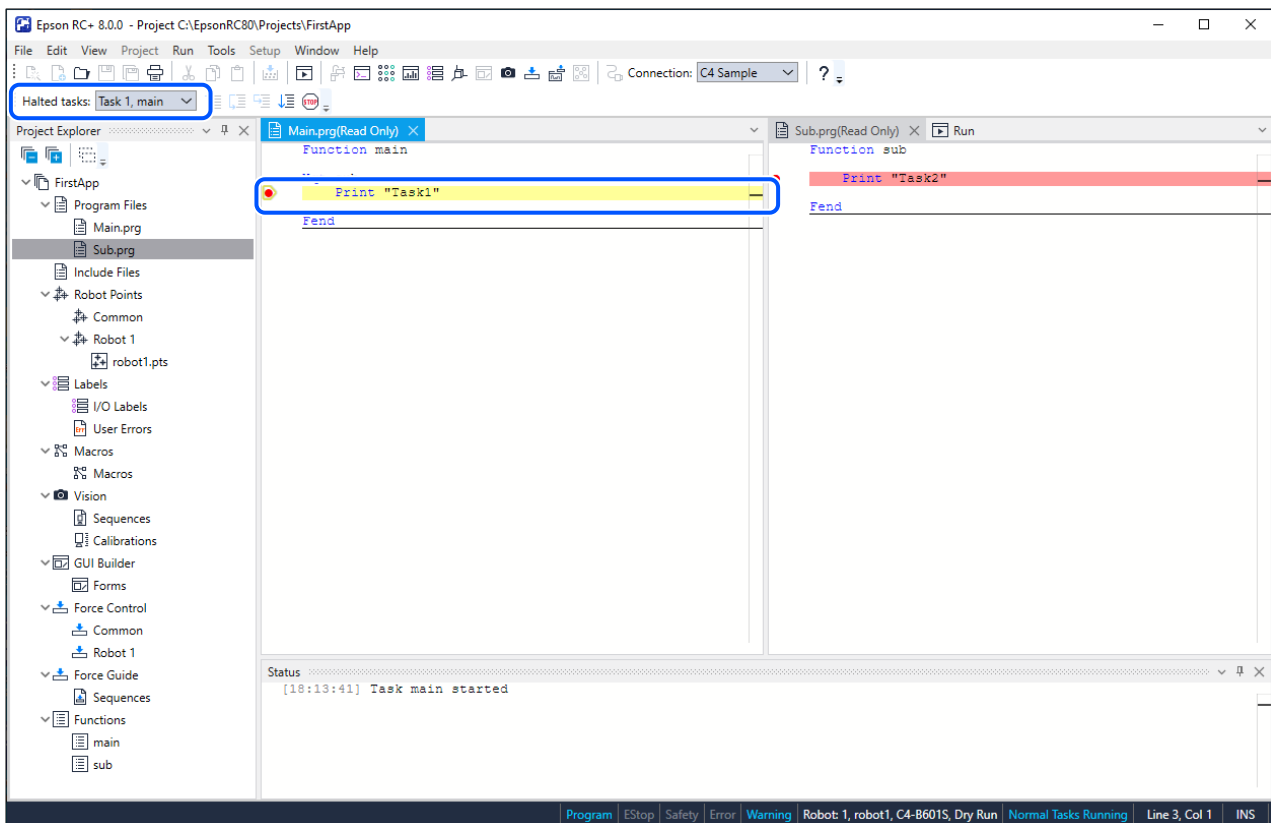 Epson RC+ 8.0.0 - Project C:\EpsonRC80\Projects\FirstApp
File Edit View Project Run Tools Setup Window Help
Connection: C4 Sample
?
Halted tasks: Task 1, main
STOP
Project Explorer
Main.prg(Read Only)
Sub.prg(Read Only)
Run
FirstApp
Program Files
Main.prg
Sub.prg
Include Files
Robot Points
Common
Robot 1
robot1.pts
Labels
I/O Labels
User Errors
Macros
Macros
Vision
Sequences
Calibrations
GUI Builder
Forms
Force Control
Common
Robot 1
Force Guide
Sequences
Functions
main
sub
Function main
Print "Task1"
Fend
Function sub
Print "Task2"
Fend
Status
[18:13:41] Task main started
Program EStop Safety Error Warning Robot: 1, robot1, C4-B601S, Dry Run Normal Tasks Running Line 3, Col 1 INS